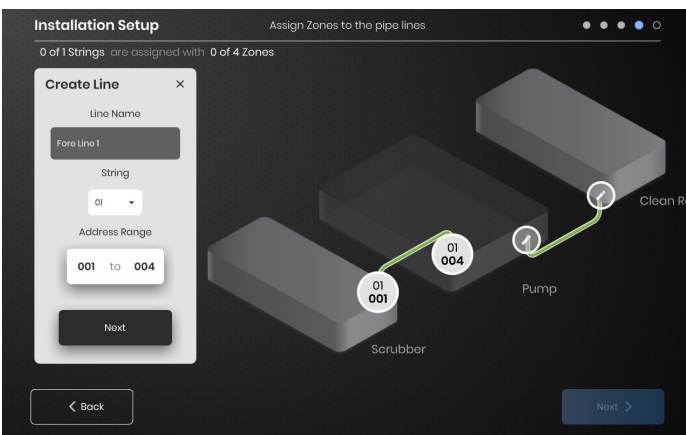 Installation Setup
Assign Zones to the pipe lines
0 of 1 Strings are assigned with 0 of 4 Zones
Create Line
Line Name
Fore Line 1
String
01
Address Range
001 to 004
Next
01
001
01
004
Scrubber
Pump
Clean R
Back
Next